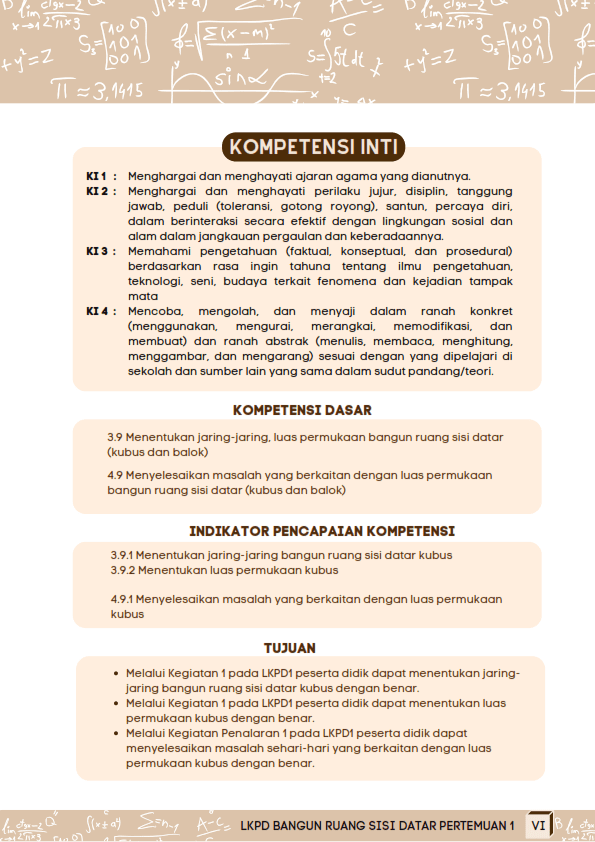 KOMPETENSI INTI
KI 1 : Menghargai dan menghayati ajaran agama yang dianutnya.
KI 2 : Menghargai dan menghayati perilaku jujur, disiplin, tanggung
jawab, peduli (toleransi, gotong royong), santun, percaya diri,
dalam berinteraksi secara efektif dengan lingkungan sosial dan
alam dalam jangkauan pergaulan dan keberadaannya.
KI 3 : Memahami pengetahuan (faktual, konseptual, dan prosedural)
berdasarkan rasa ingin tahuna tentang ilmu pengetahuan,
teknologi, seni, budaya terkait fenomena dan kejadian tampak
mata
KI 4 : Mencoba, mengolah, dan menyaji dalam ranah konkret
(menggunakan, mengurai, merangkai, memodifikasi, dan
membuat) dan ranah abstrak (menulis, membaca, menghitung,
menggambar, dan mengarang) sesuai dengan yang dipelajari di
sekolah dan sumber lain yang sama dalam sudut pandang/teori.
KOMPETENSI DASAR
3.9 Menentukan jaring-jaring, luas permukaan bangun ruang sisi datar
(kubus dan balok)
4.9 Menyelesaikan masalah yang berkaitan dengan luas permukaan
bangun ruang sisi datar (kubus dan balok)
INDIKATOR PENCAPAIAN KOMPETENSI
3.9.1 Menentukan jaring-jaring bangun ruang sisi datar kubus
3.9.2 Menentukan luas permukaan kubus
4.9.1 Menyelesaikan masalah yang berkaitan dengan luas permukaan
kubus
TUJUAN
• Melalui Kegiatan 1 pada LKPD1 peserta didik dapat menentukan jaring-
jaring bangun ruang sisi datar kubus dengan benar.
• Melalui Kegiatan 1 pada LKPD1 peserta didik dapat menentukan luas
permukaan kubus dengan benar.
• Melalui Kegiatan Penalaran 1 pada LKPD1 peserta didik dapat
menyelesaikan masalah sehari-hari yang berkaitan dengan luas
permukaan kubus dengan benar.
LKPD BANGUN RUANG SISI DATAR PERTEMUAN 1 VI